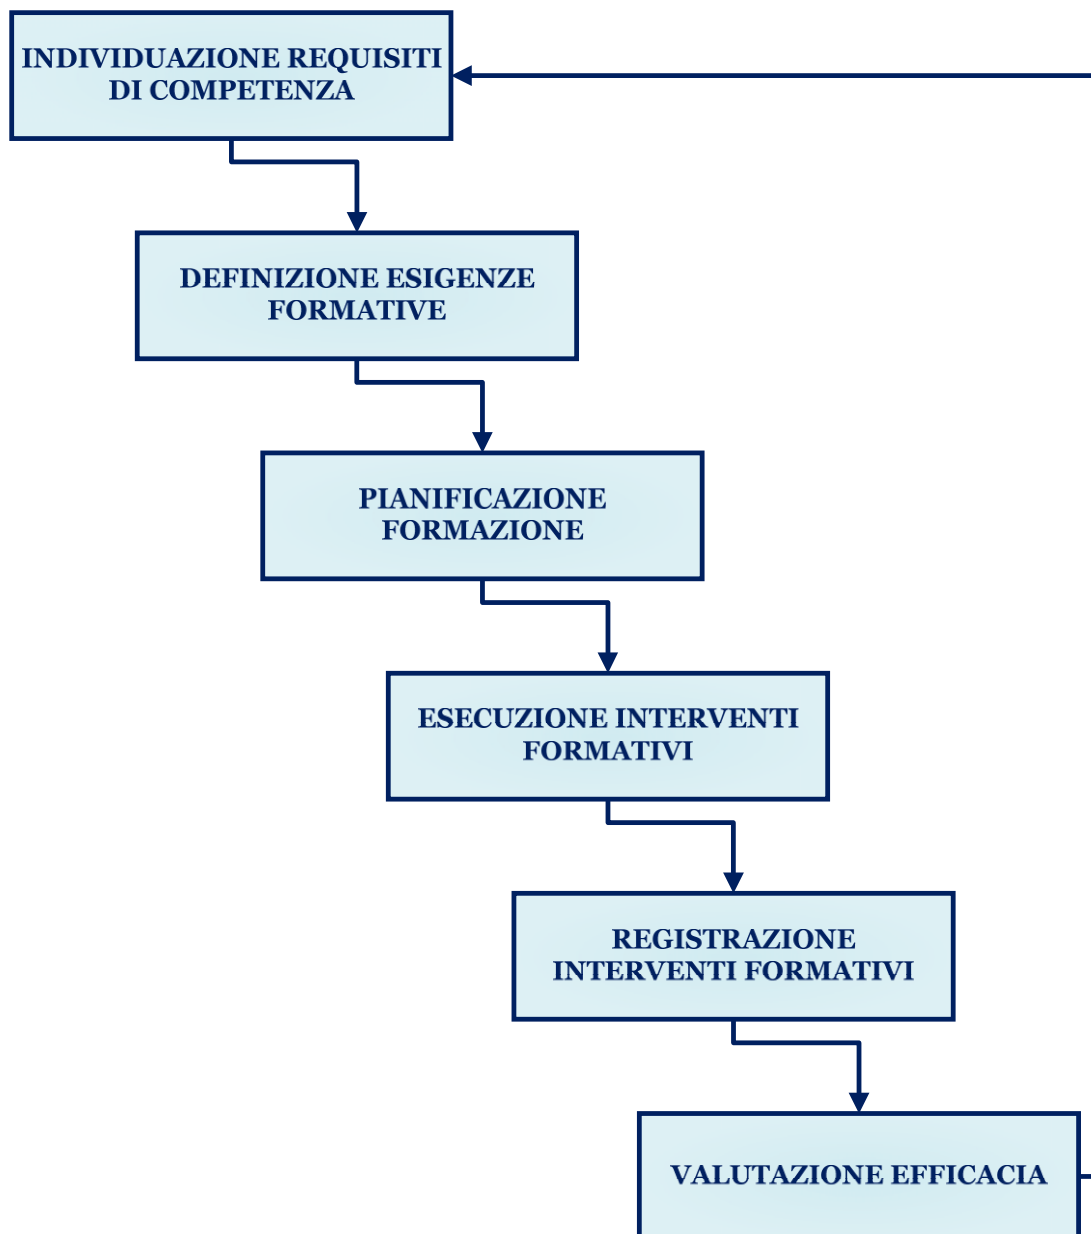 INDIVIDUAZIONE REQUISITI
DI COMPETENZA
DEFINIZIONE ESIGENZE
FORMATIVE
PIANIFICAZIONE
FORMAZIONE
ESECUZIONE INTERVENTI
FORMATIVI
REGISTRAZIONE
INTERVENTI FORMATIVI
VALUTAZIONE EFFICACIA